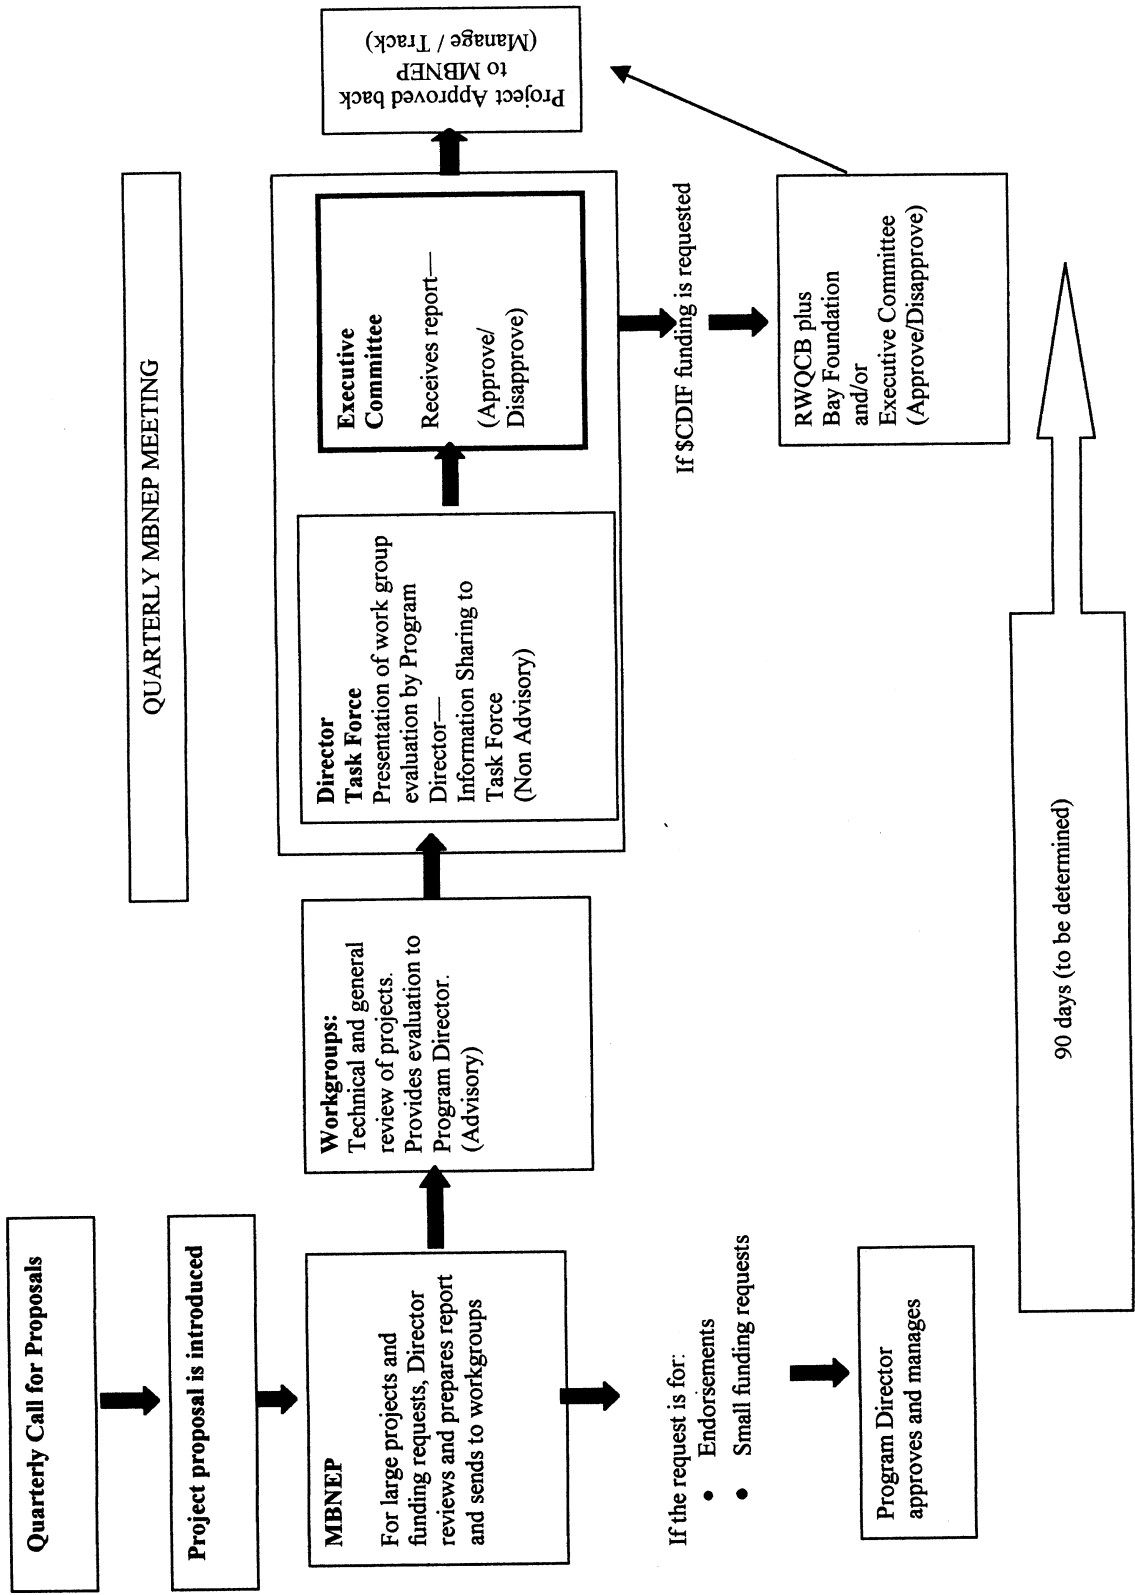 Quarterly Call for Proposals
Project proposal is introduced
MBNEP
For large projects and
funding requests, Director
reviews and prepares report
and sends to workgroups
If the request is for:
• Endorsements
• Small funding requests
Program Director
approves and manages
Workgroups:
Technical and general
review of projects.
Provides evaluation to
Program Director.
(Advisory)
QUARTERLY MBNEP MEETING
Director
Task Force
Presentation of work group
evaluation by Program
Director—
Information Sharing to
Task Force
(Non Advisory)
Executive
Committee
Receives report—
(Approve/
Disapprove)
Project Approved back
to MBNEP
(Manage / Track)
If $CDIF funding is requested
RWQCB plus
Bay Foundation
and/or
Executive Committee
(Approve/Disapprove)
90 days (to be determined)